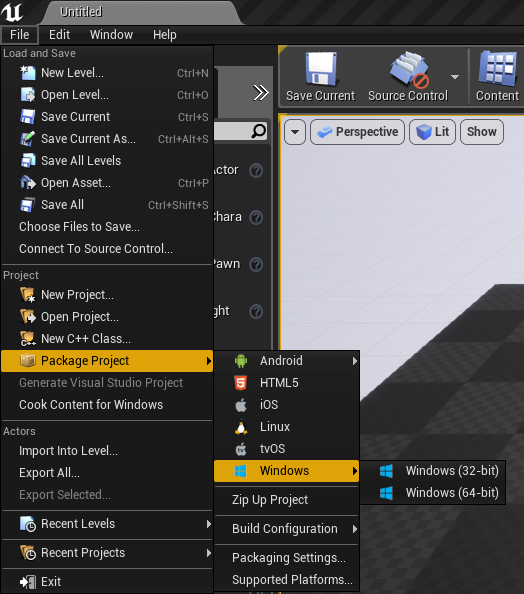 Untitled
File Edit Window Help
Load and Save
New Level... Ctrl+N
Open Level... Ctrl+O
Save Current Ctrl+S
Save Current As... Ctrl+Alt+S
Save All Levels
Open Asset... Ctrl+P
Save All Ctrl+Shift+S
Choose Files to Save...
Connect To Source Control...
Project
New Project...
Open Project...
New C++ Class...
Package Project
Generate Visual Studio Project
Cook Content for Windows
Actors
Import Into Level...
Export All...
Export Selected...
Recent Levels
Recent Projects
Exit
Android
HTML5
iOS
Linux
tvOS
Windows
Zip Up Project
Build Configuration
Packaging Settings...
Supported Platforms...
Windows (32-bit)
Windows (64-bit)
Save Current Source Control Content
Perspective Lit Show
Actor
Chara
Pawn
ght